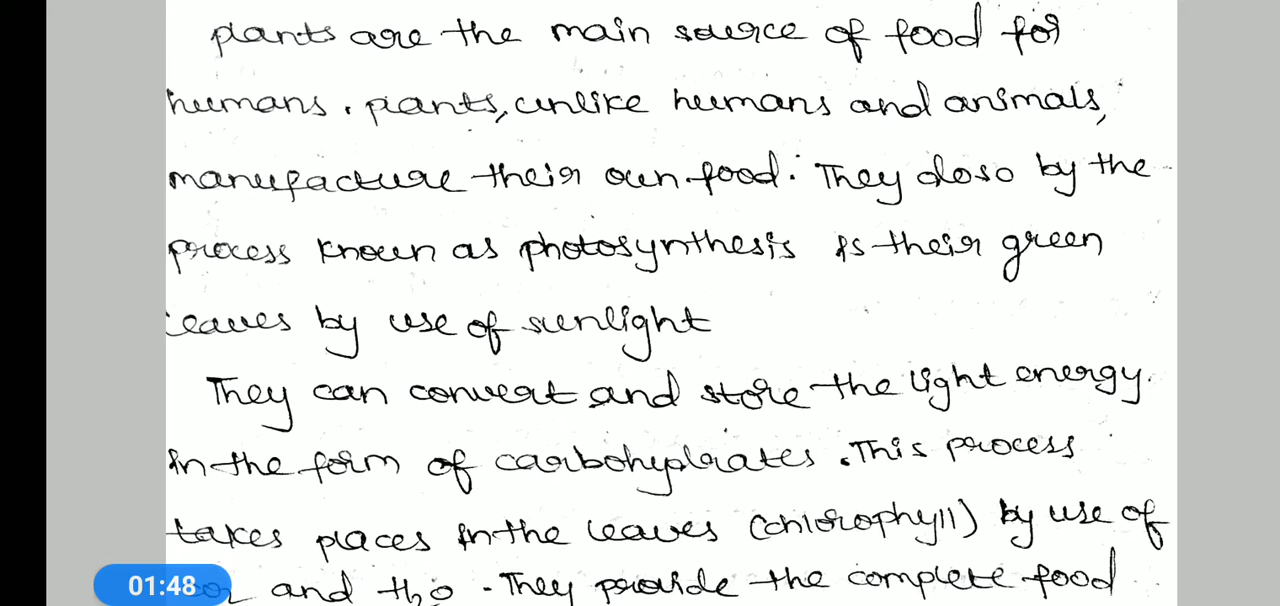 plants are the main source of food for
humans. plants, unlike humans and animals,
manufacture their own food. They doso by the
process known as photosynthesis is their green
leaves by use of sunlight
They can convert and store the light energy.
in the form of carbohydrates. This process
takes places in the leaves (chlorophyll) by use of
and H2o. They provide the complete food
01:48